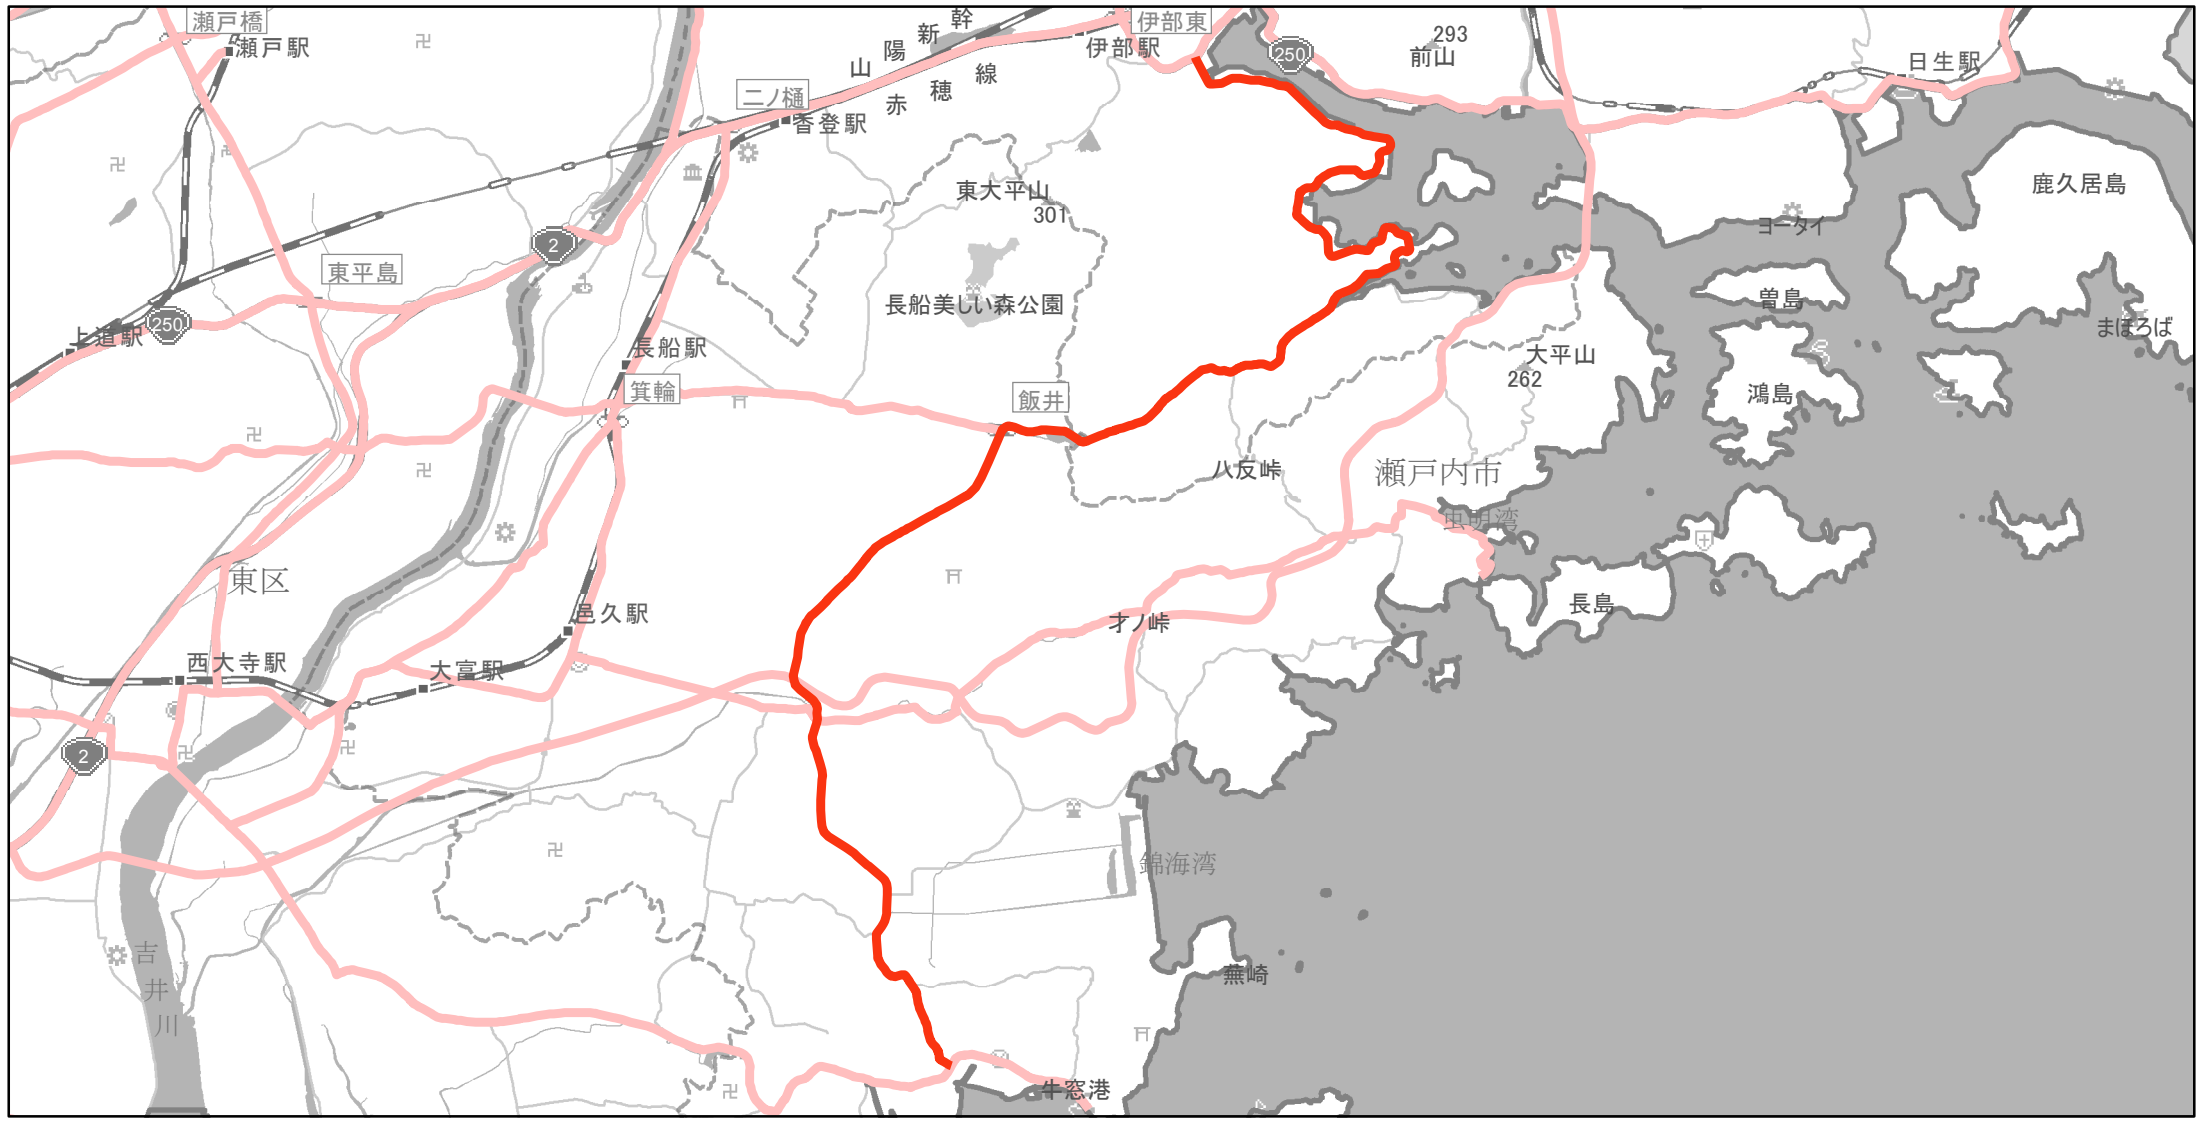 瀬戸橋
瀬戸駅
山陽新幹線
赤穂線
伊部東
伊部駅
250
293
前山
日生駅
二ノ樋
香登駅
東大平山
301
鹿久居島
ヨータイ
2
東平島
長船美しい森公園
曽島
250
上道駅
まほろば
長船駅
大平山
262
箕輪
飯井
鴻島
八反峠
瀬戸内市
虫明湾
東区
長島
邑久駅
才ノ峠
西大寺駅
大富駅
2
錦海湾
吉井川
蕪崎
牛窓港